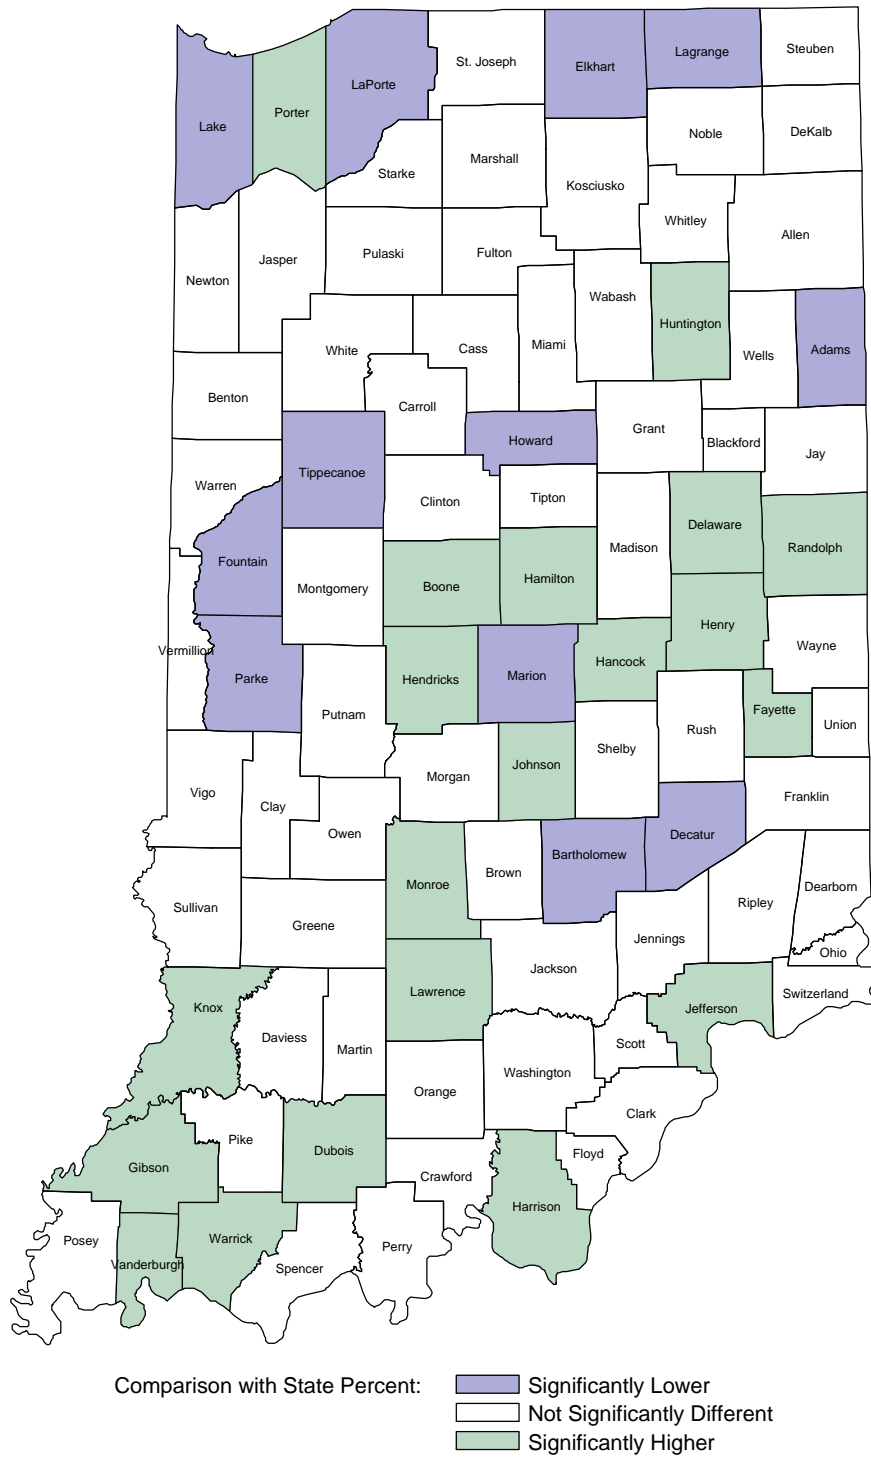 Steuben
Lagrange
St. Joseph
Elkhart
LaPorte
Porter
Lake
DeKalb
Noble
Marshall
Starke
Kosciusko
Whitley
Allen
Fulton
Pulaski
Jasper
Newton
Wabash
Huntington
Miami
Cass
White
Adams
Wells
Benton
Carroll
Grant
Howard
Blackford
Jay
Tippecanoe
Warren
Tipton
Clinton
Delaware
Randolph
Madison
Fountain
Hamilton
Boone
Montgomery
Henry
Wayne
Vermillion
Hancock
Marion
Hendricks
Parke
Fayette
Putnam
Union
Rush
Shelby
Johnson
Morgan
Vigo
Franklin
Clay
Owen
Decatur
Bartholomew
Brown
Monroe
Dearborn
Ripley
Sullivan
Greene
Jennings
Ohio
Jackson
Lawrence
Switzerland
Knox
Jefferson
Daviess
Martin
Scott
Washington
Orange
Clark
Pike
Dubois
Floyd
Gibson
Crawford
Harrison
Posey
Warrick
Perry
Vanderburgh
Spencer
Comparison with State Percent:
Significantly Lower
Not Significantly Different
Significantly Higher